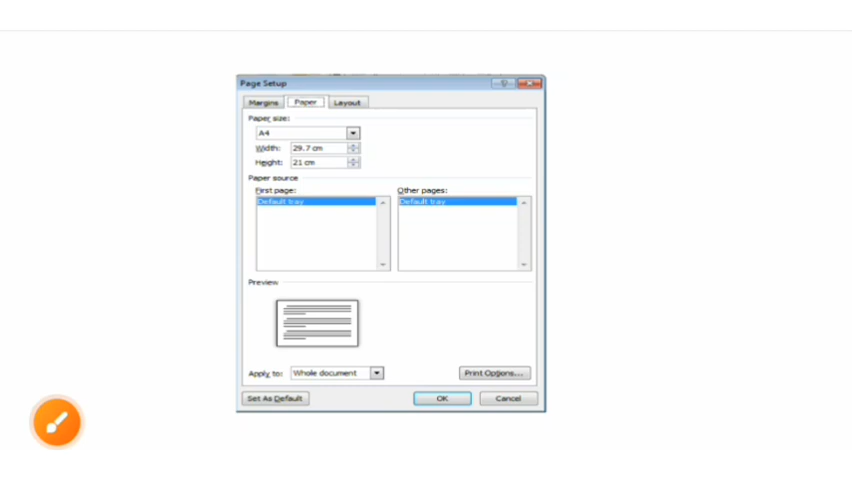 Page Setup
Margins Paper Layout
Paper size:
A4
Width: 29.7 cm
Height: 21 cm
Paper source
First page: Other pages:
Default tray Default tray
Preview
Apply to: Whole document Print Options...
Set As Default OK Cancel